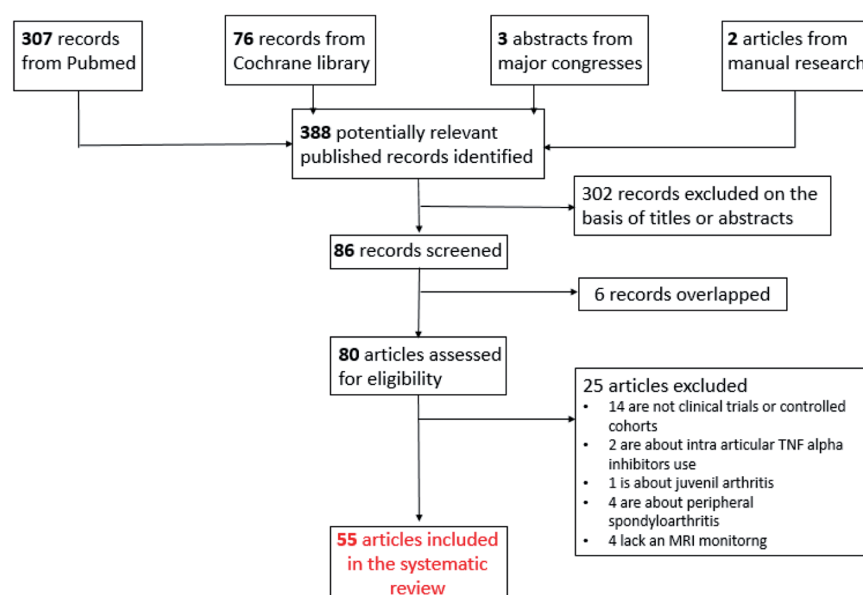 307 records
from Pubmed
76 records from
Cochrane library
3 abstracts from
major congresses
2 articles from
manual research
388 potentially relevant
published records identified
302 records excluded on the
basis of titles or abstracts
86 records screened
6 records overlapped
80 articles assessed
for eligibility
25 articles excluded
• 14 are not clinical trials or controlled
cohorts
• 2 are about intra articular TNF alpha
inhibitors use
• 1 is about juvenil arthritis
• 4 are about peripheral
spondyloarthritis
• 4 lack an MRI monitorng
55 articles included
in the systematic
review